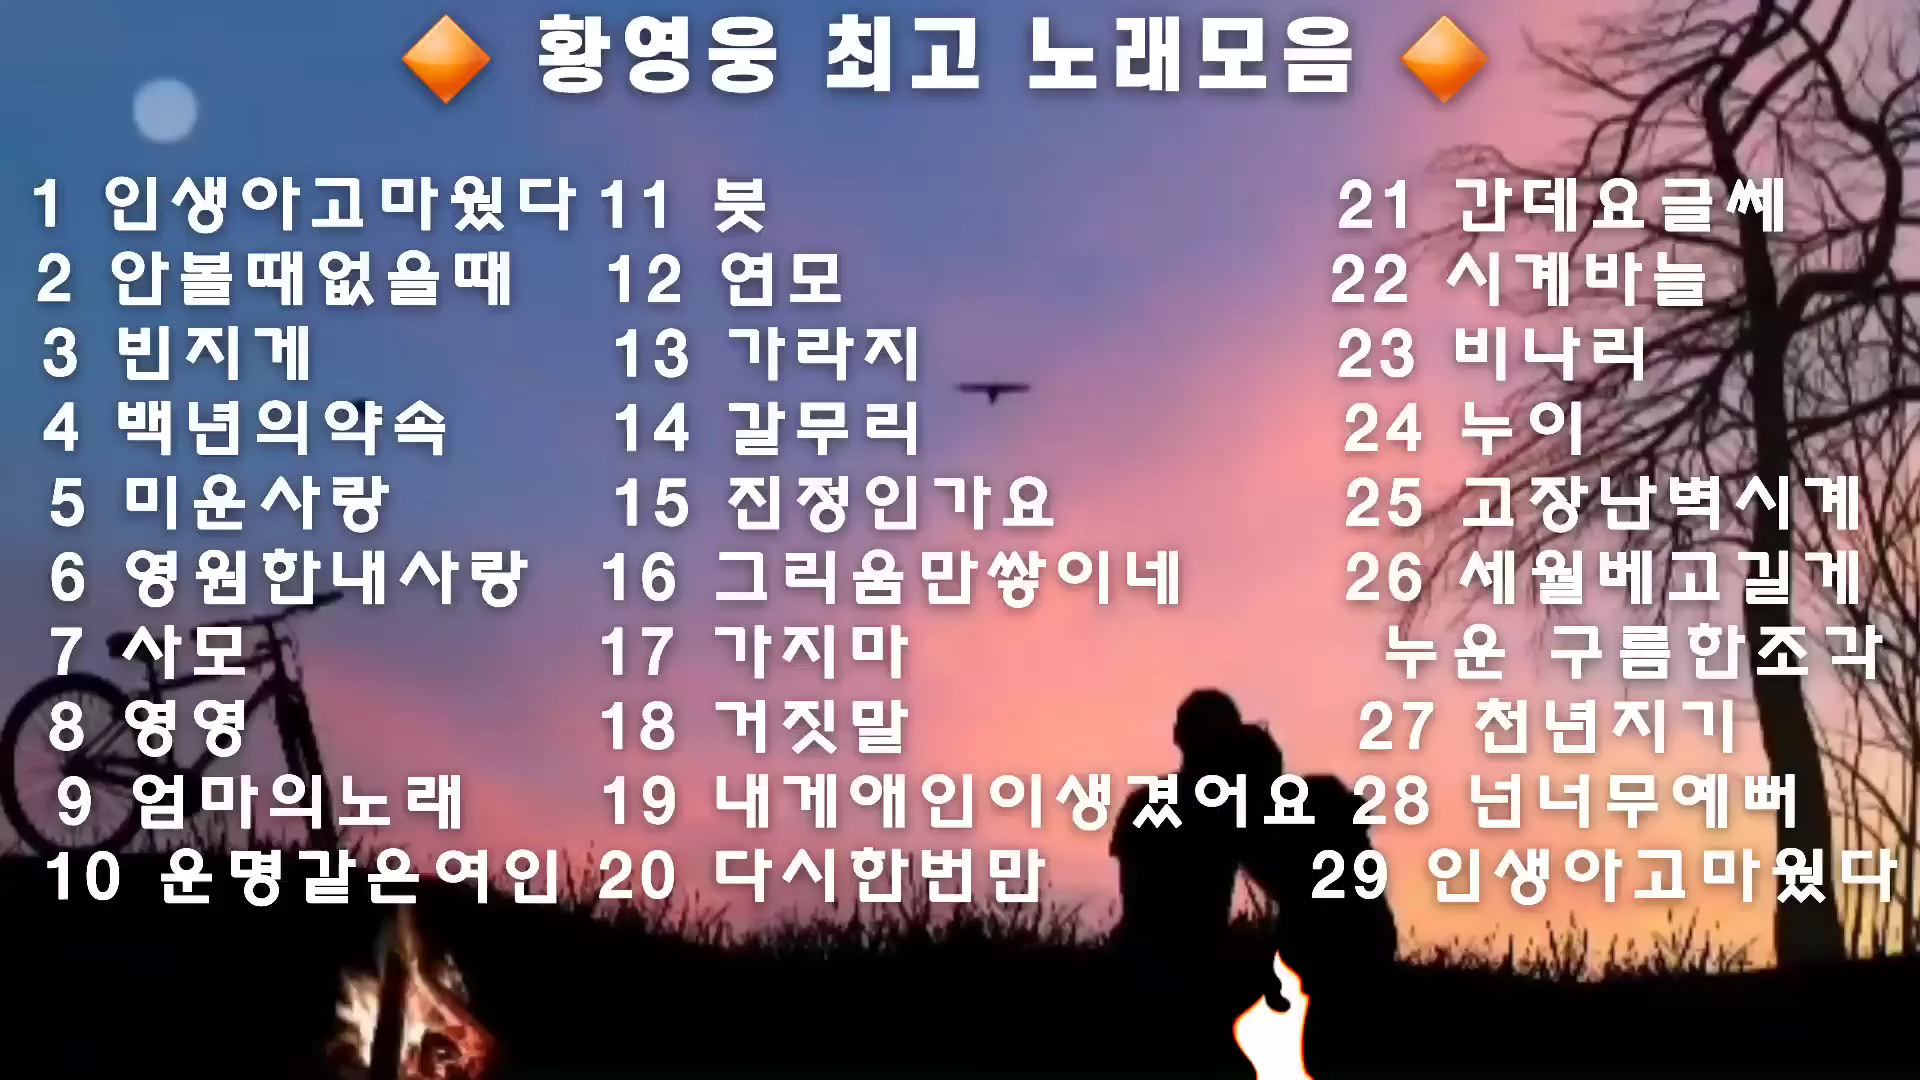 🔶 황영웅 최고 노래모음 🔶
1 인생아고마웠다
2 안볼때없을때
3 빈지게
4 백년의약속
5 미운사랑
6 영원한내사랑
7 사모
8 영영
9 엄마의노래
10 운명같은여인
11 붓
12 연모
13 가라지
14 갈무리
15 진정인가요
16 그리움만쌓이네
17 가지마
18 거짓말
19 내게애인이생겼어요
20 다시한번만
21 간데요글쎄
22 시계바늘
23 비나리
24 누이
25 고장난벽시계
26 세월베고길게
누운 구름한조각
27 천년지기
28 넌너무예뻐
29 인생아고마웠다